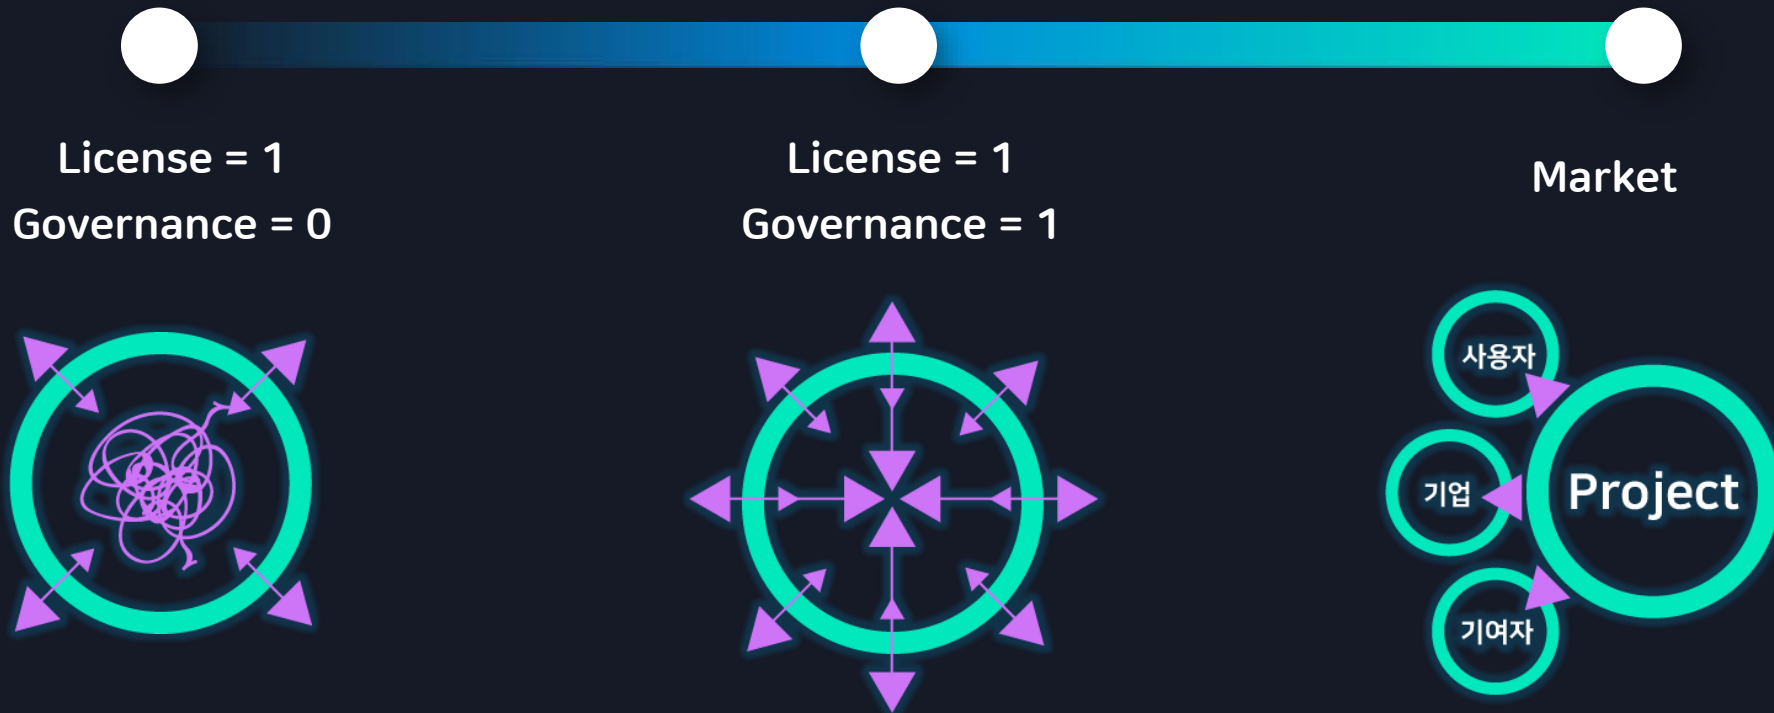 License = 1
Governance = 0
License = 1
Governance = 1
Market
사용자
기업
기여자
Project